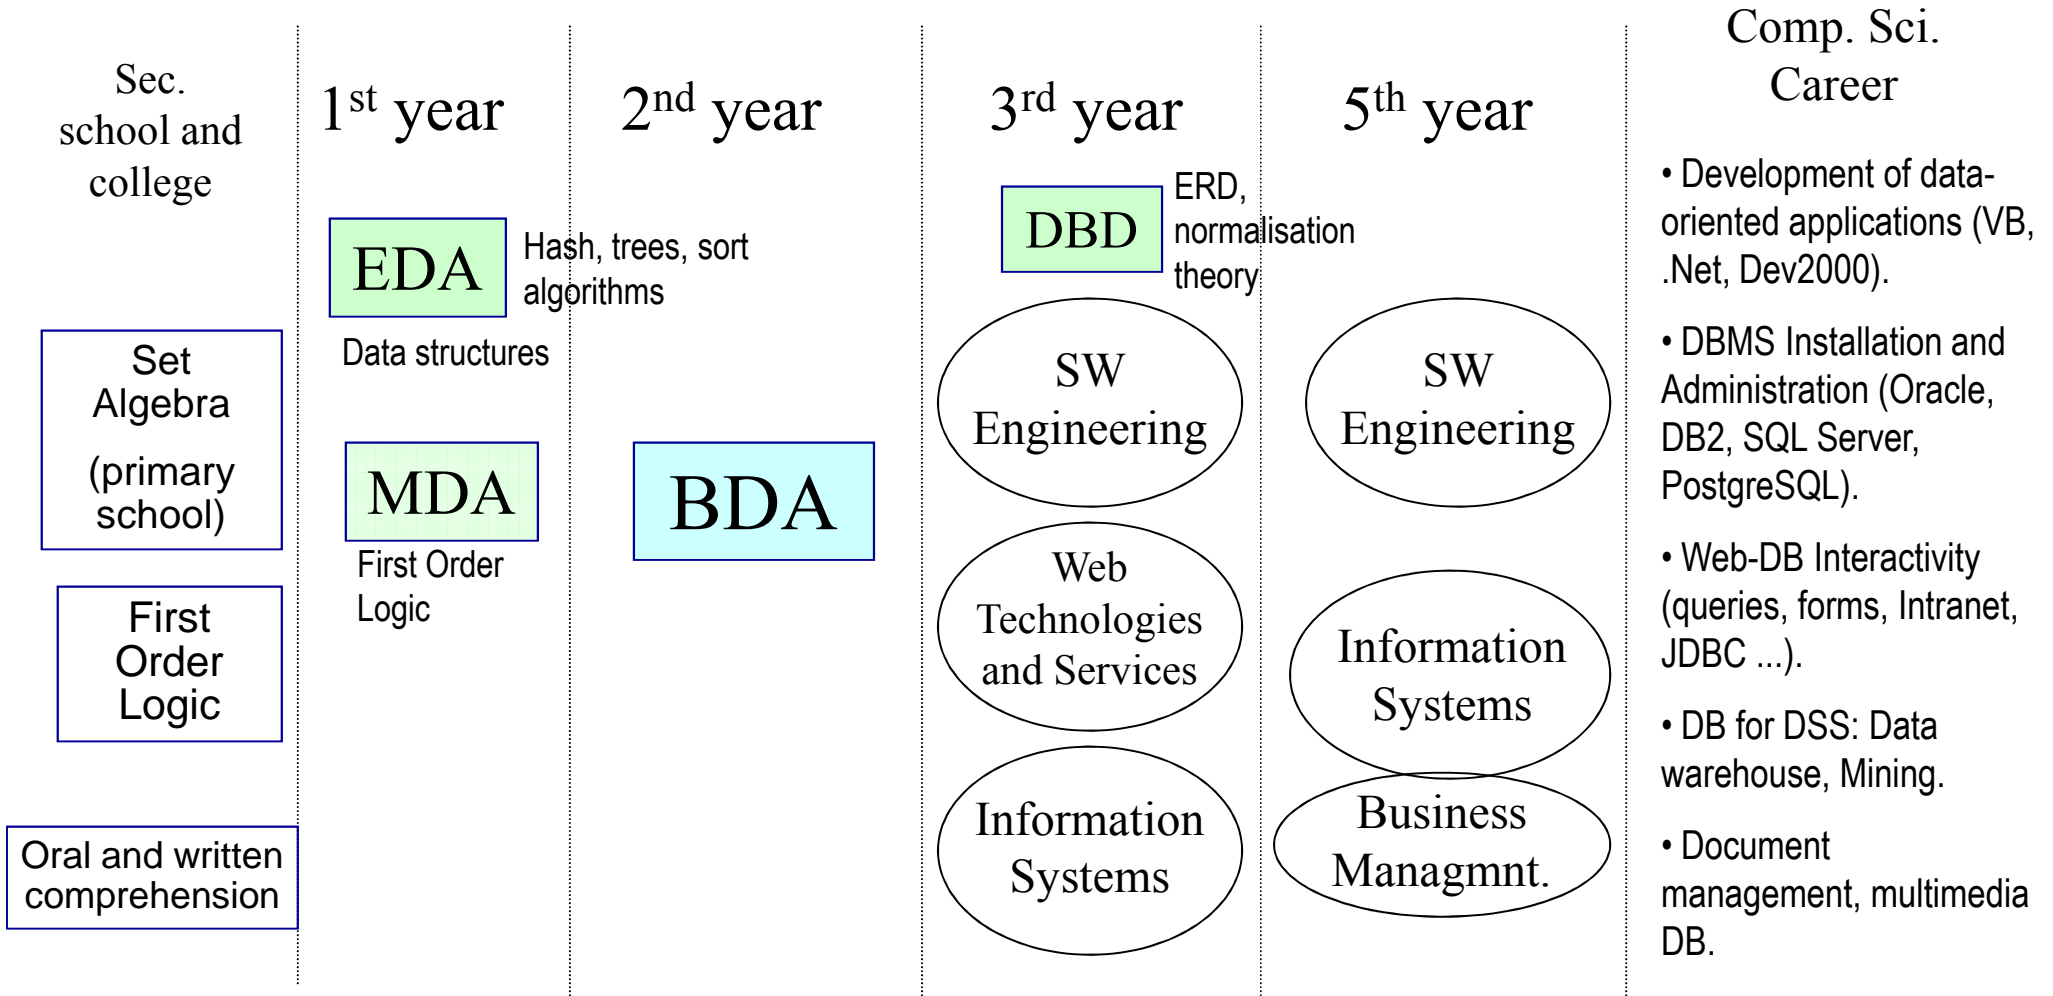 Sec.
school and
college
Set
Algebra
(primary
school)
First
Order
Logic
Oral and written
comprehension
1st year
EDA
Hash, trees, sort
algorithms
Data structures
MDA
First Order
Logic
2nd year
BDA
3rd year
DBD
ERD,
normalisation
theory
SW
Engineering
Web
Technologies
and Services
Information
Systems
5th year
SW
Engineering
Information
Systems
Business
Managmnt.
Comp. Sci.
Career
• Development of data-
oriented applications (VB,
.Net, Dev2000).
• DBMS Installation and
Administration (Oracle,
DB2, SQL Server,
PostgreSQL).
• Web-DB Interactivity
(queries, forms, Intranet,
JDBC ...).
• DB for DSS: Data
warehouse, Mining.
• Document
management, multimedia
DB.